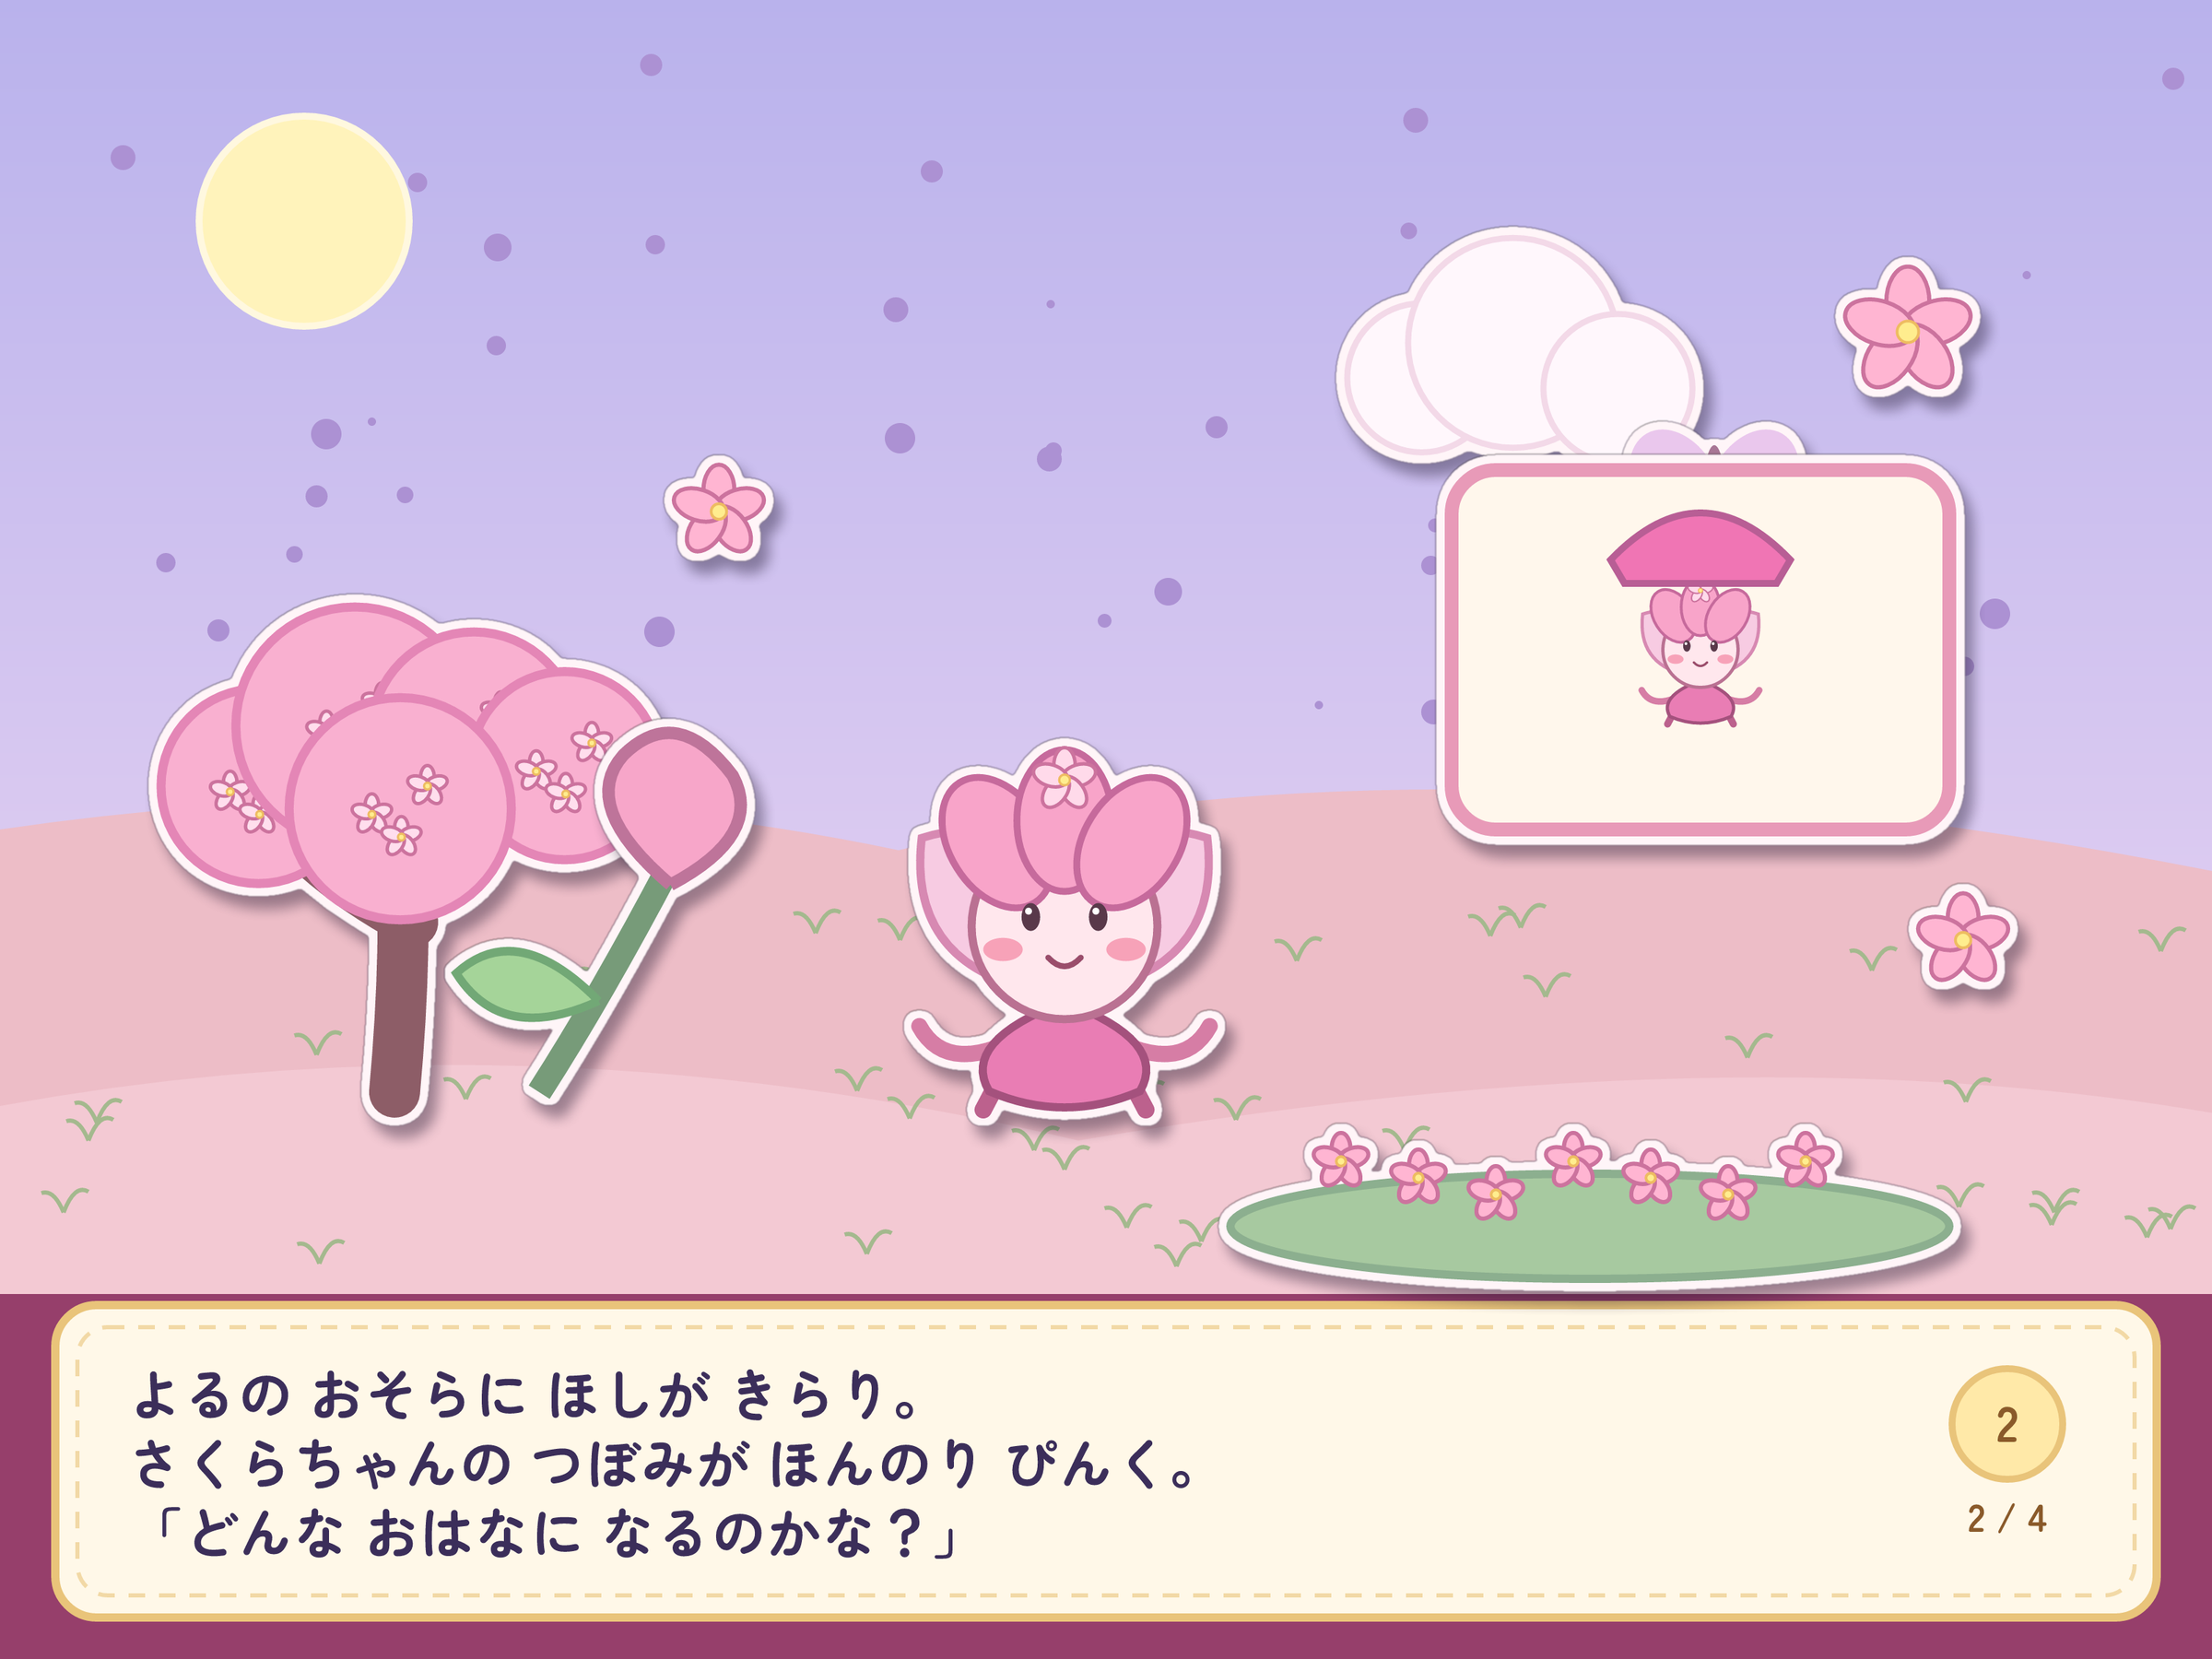 よるの おそらに ほしが きらり。
さくらちゃんの つぼみが ほんのり ぴんく。
「どんな おはなに なるのかな？」
2
2 / 4